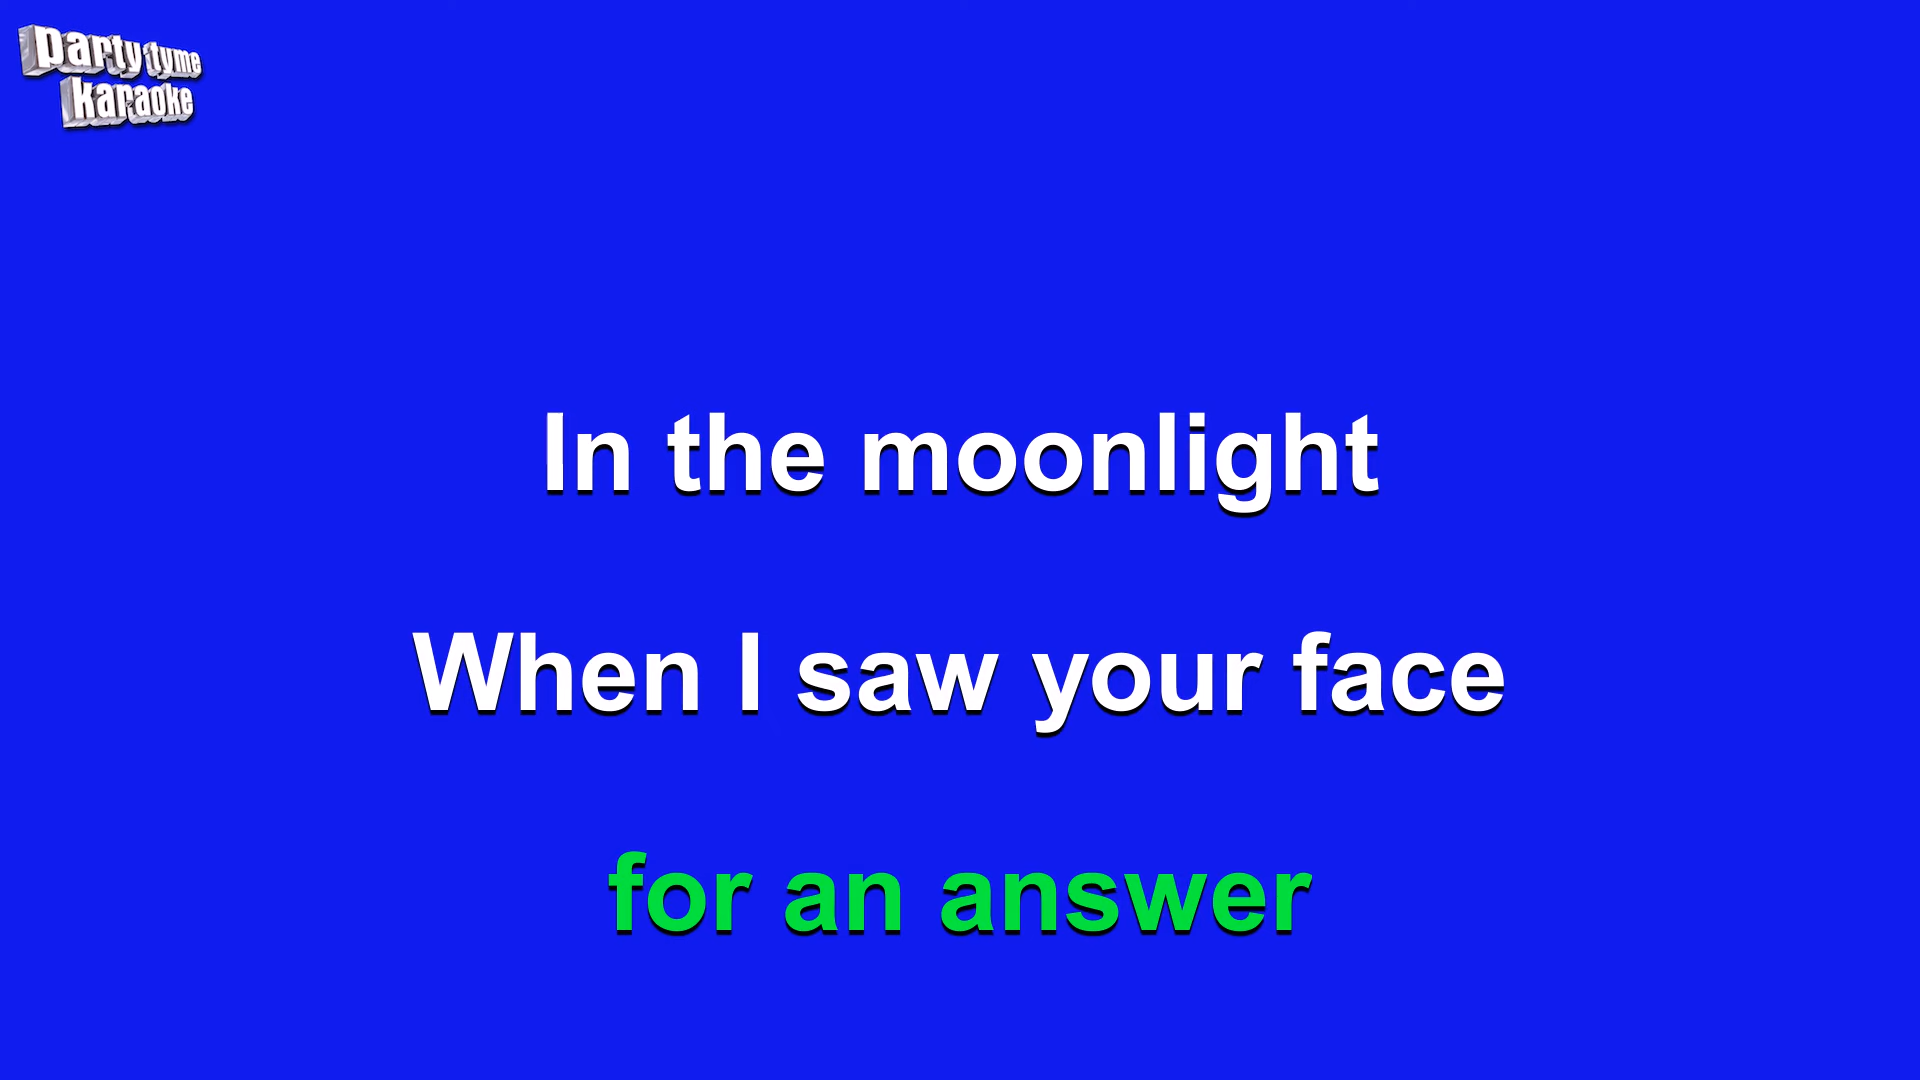 party tyme
karaoke
In the moonlight
When I saw your face
for an answer